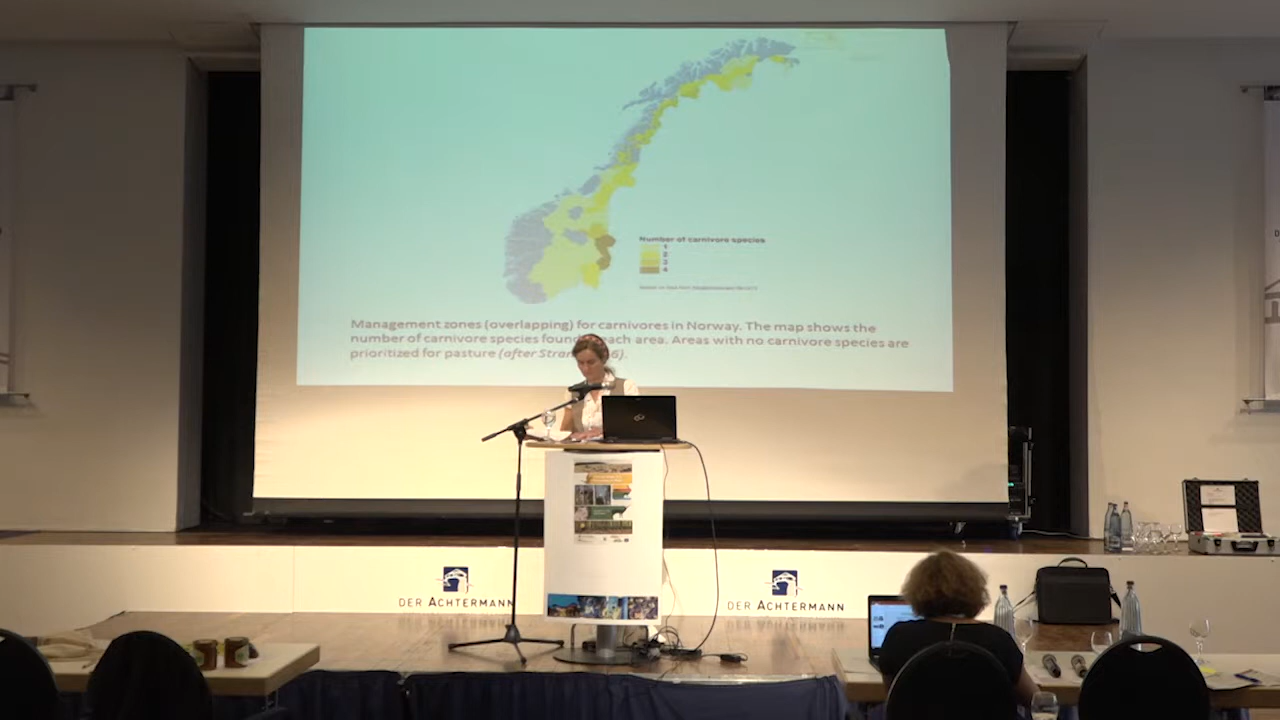 Number of carnivore species
1
2
3
4
Management zones (overlapping) for carnivores in Norway. The map shows the
number of carnivore species found each area. Areas with no carnivore species are
prioritized for pasture (after Stran 6).
DER ACHTERMANN
DER ACHTERMANN